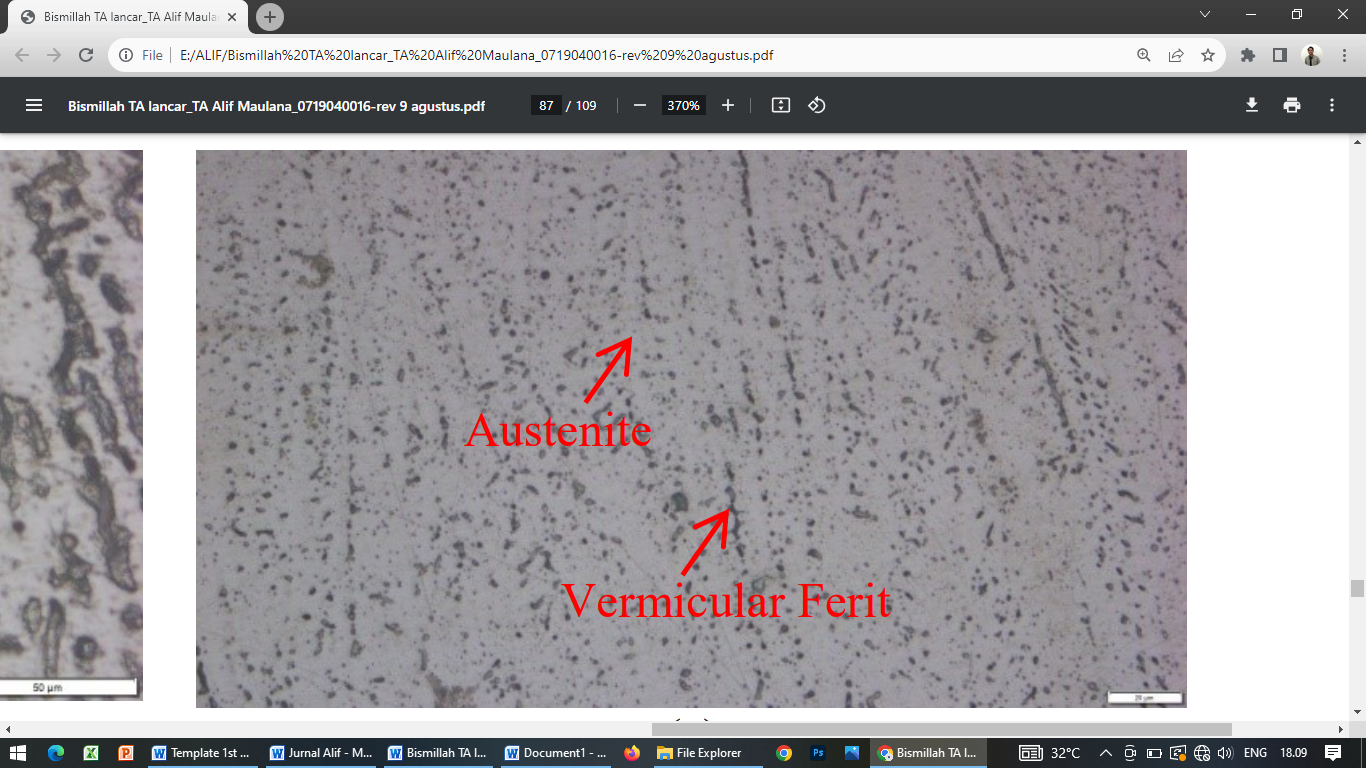 Bismillah TA lancar_TA Alif Maula
File
E:/ALIF/Bismillah%20TA%20lancar_TA%20Alif%20Maulana_0719040016-rev%209%20agustus.pdf
Bismillah TA lancar_TA Alif Maulana_0719040016-rev 9 agustus.pdf
87 / 109
370%
Austenite
Vermicular Ferit
50 µm
20 µm
Template 1st ...
Jurnal Alif - M...
Bismillah TA l...
Document1 - ...
File Explorer
Bismillah TA l...
32°C
ENG
18.09